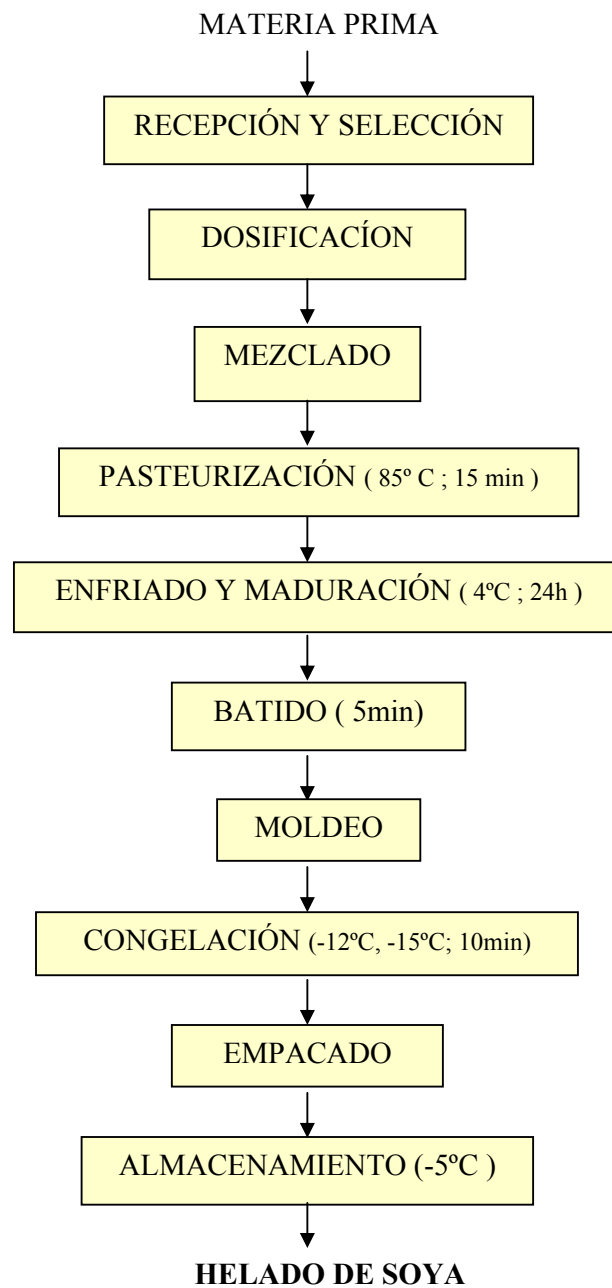 MATERIA PRIMA
RECEPCIÓN Y SELECCIÓN
DOSIFICACÍON
MEZCLADO
PASTEURIZACIÓN ( 85º C ; 15 min )
ENFRIADO Y MADURACIÓN ( 4ºC ; 24h )
BATIDO ( 5min)
MOLDEO
CONGELACIÓN (-12ºC, -15ºC; 10min)
EMPACADO
ALMACENAMIENTO (-5ºC )
HELADO DE SOYA